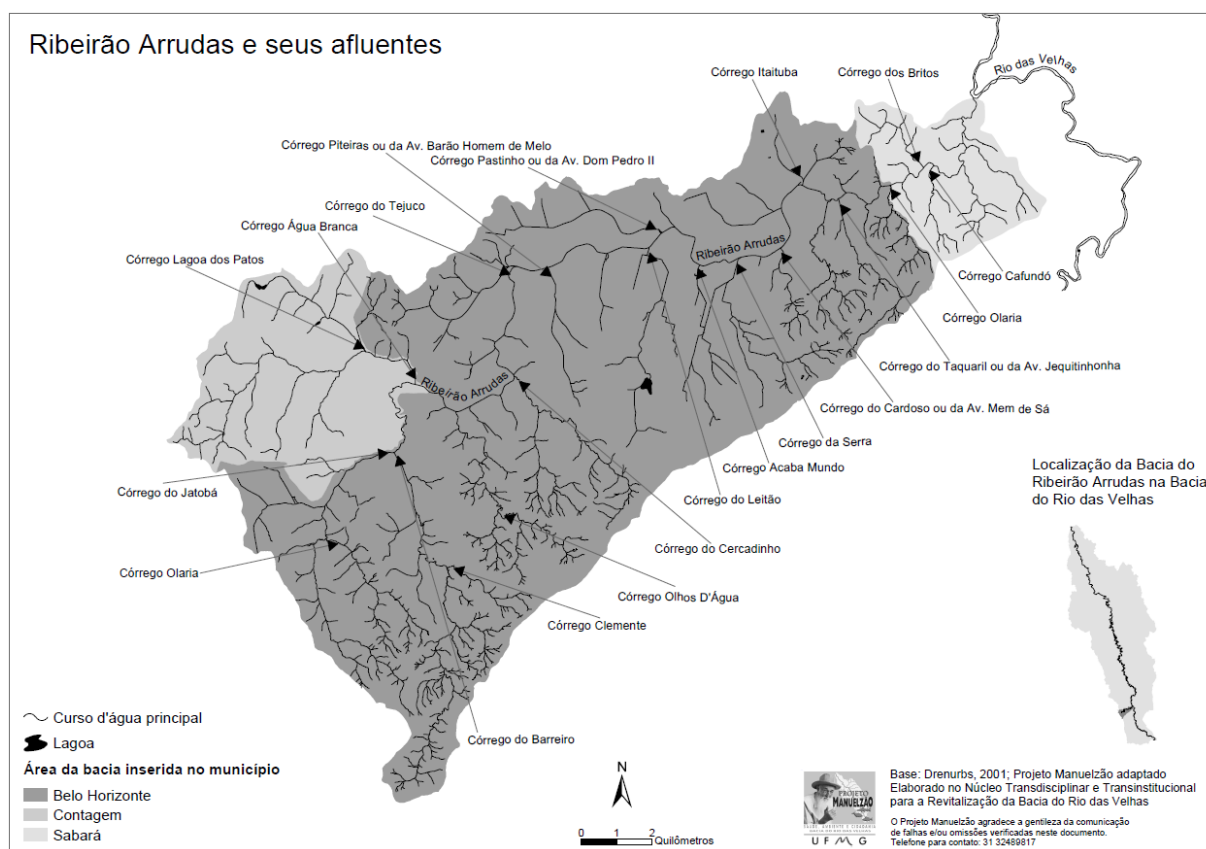 Ribeirão Arrudas e seus afluentes
Rio das Velhas
Córrego Itaituba
Córrego dos Britos
Córrego Piteiras ou da Av. Barão Homem de Melo
Córrego Pastinho ou da Av. Dom Pedro II
Córrego do Tejuco
Córrego Água Branca
Córrego Lagoa dos Patos
Ribeirão Arrudas
Córrego Cafundó
Córrego Olaria
Córrego do Taquaril ou da Av. Jequitinhonha
Ribeirão Arrudas
Córrego do Cardoso ou da Av. Mem de Sá
Córrego da Serra
Córrego Acaba Mundo
Córrego do Leitão
Córrego do Jatobá
Córrego do Cercadinho
Córrego Olaria
Córrego Olhos D'Água
Córrego Clemente
Córrego do Barreiro
Localização da Bacia do
Ribeirão Arrudas na Bacia
do Rio das Velhas
Curso d'água principal
Lagoa
Área da bacia inserida no município
Belo Horizonte
Contagem
Sabará
N
0 1 2
Quilômetros
PROJETO
MANUELZÃO
UFMG
Base: Drenurbs, 2001; Projeto Manuelzão adaptado
Elaborado no Núcleo Transdisciplinar e Transinstitucional
para a Revitalização da Bacia do Rio das Velhas
O Projeto Manuelzão agradece a gentileza da comunicação
de falhas e/ou omissões verificadas neste documento.
Telefone para contato: 31 32489817